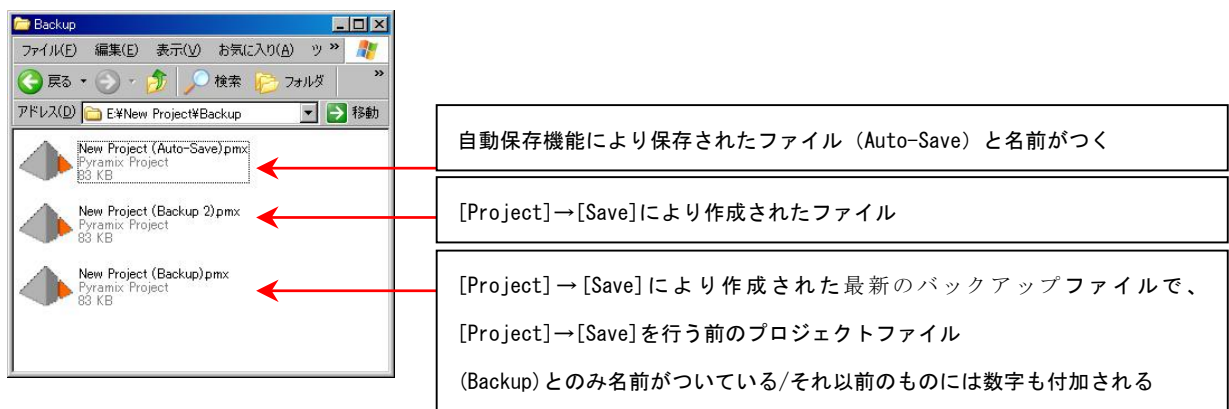 Backup
ファイル(F) 編集(E) 表示(V) お気に入り(A) ツ »
戻る 検索 フォルダ »
アドレス(D) E:¥New Project¥Backup 移動
New Project (Auto-Save).pmx
Pyramix Project
83 KB
New Project (Backup 2).pmx
Pyramix Project
83 KB
New Project (Backup).pmx
Pyramix Project
83 KB
自動保存機能により保存されたファイル（Auto-Save）と名前がつく
[Project]→[Save]により作成されたファイル
[Project]→[Save]により作成された最新のバックアップファイルで、
[Project]→[Save]を行う前のプロジェクトファイル
(Backup)とのみ名前がついている/それ以前のものには数字も付加される